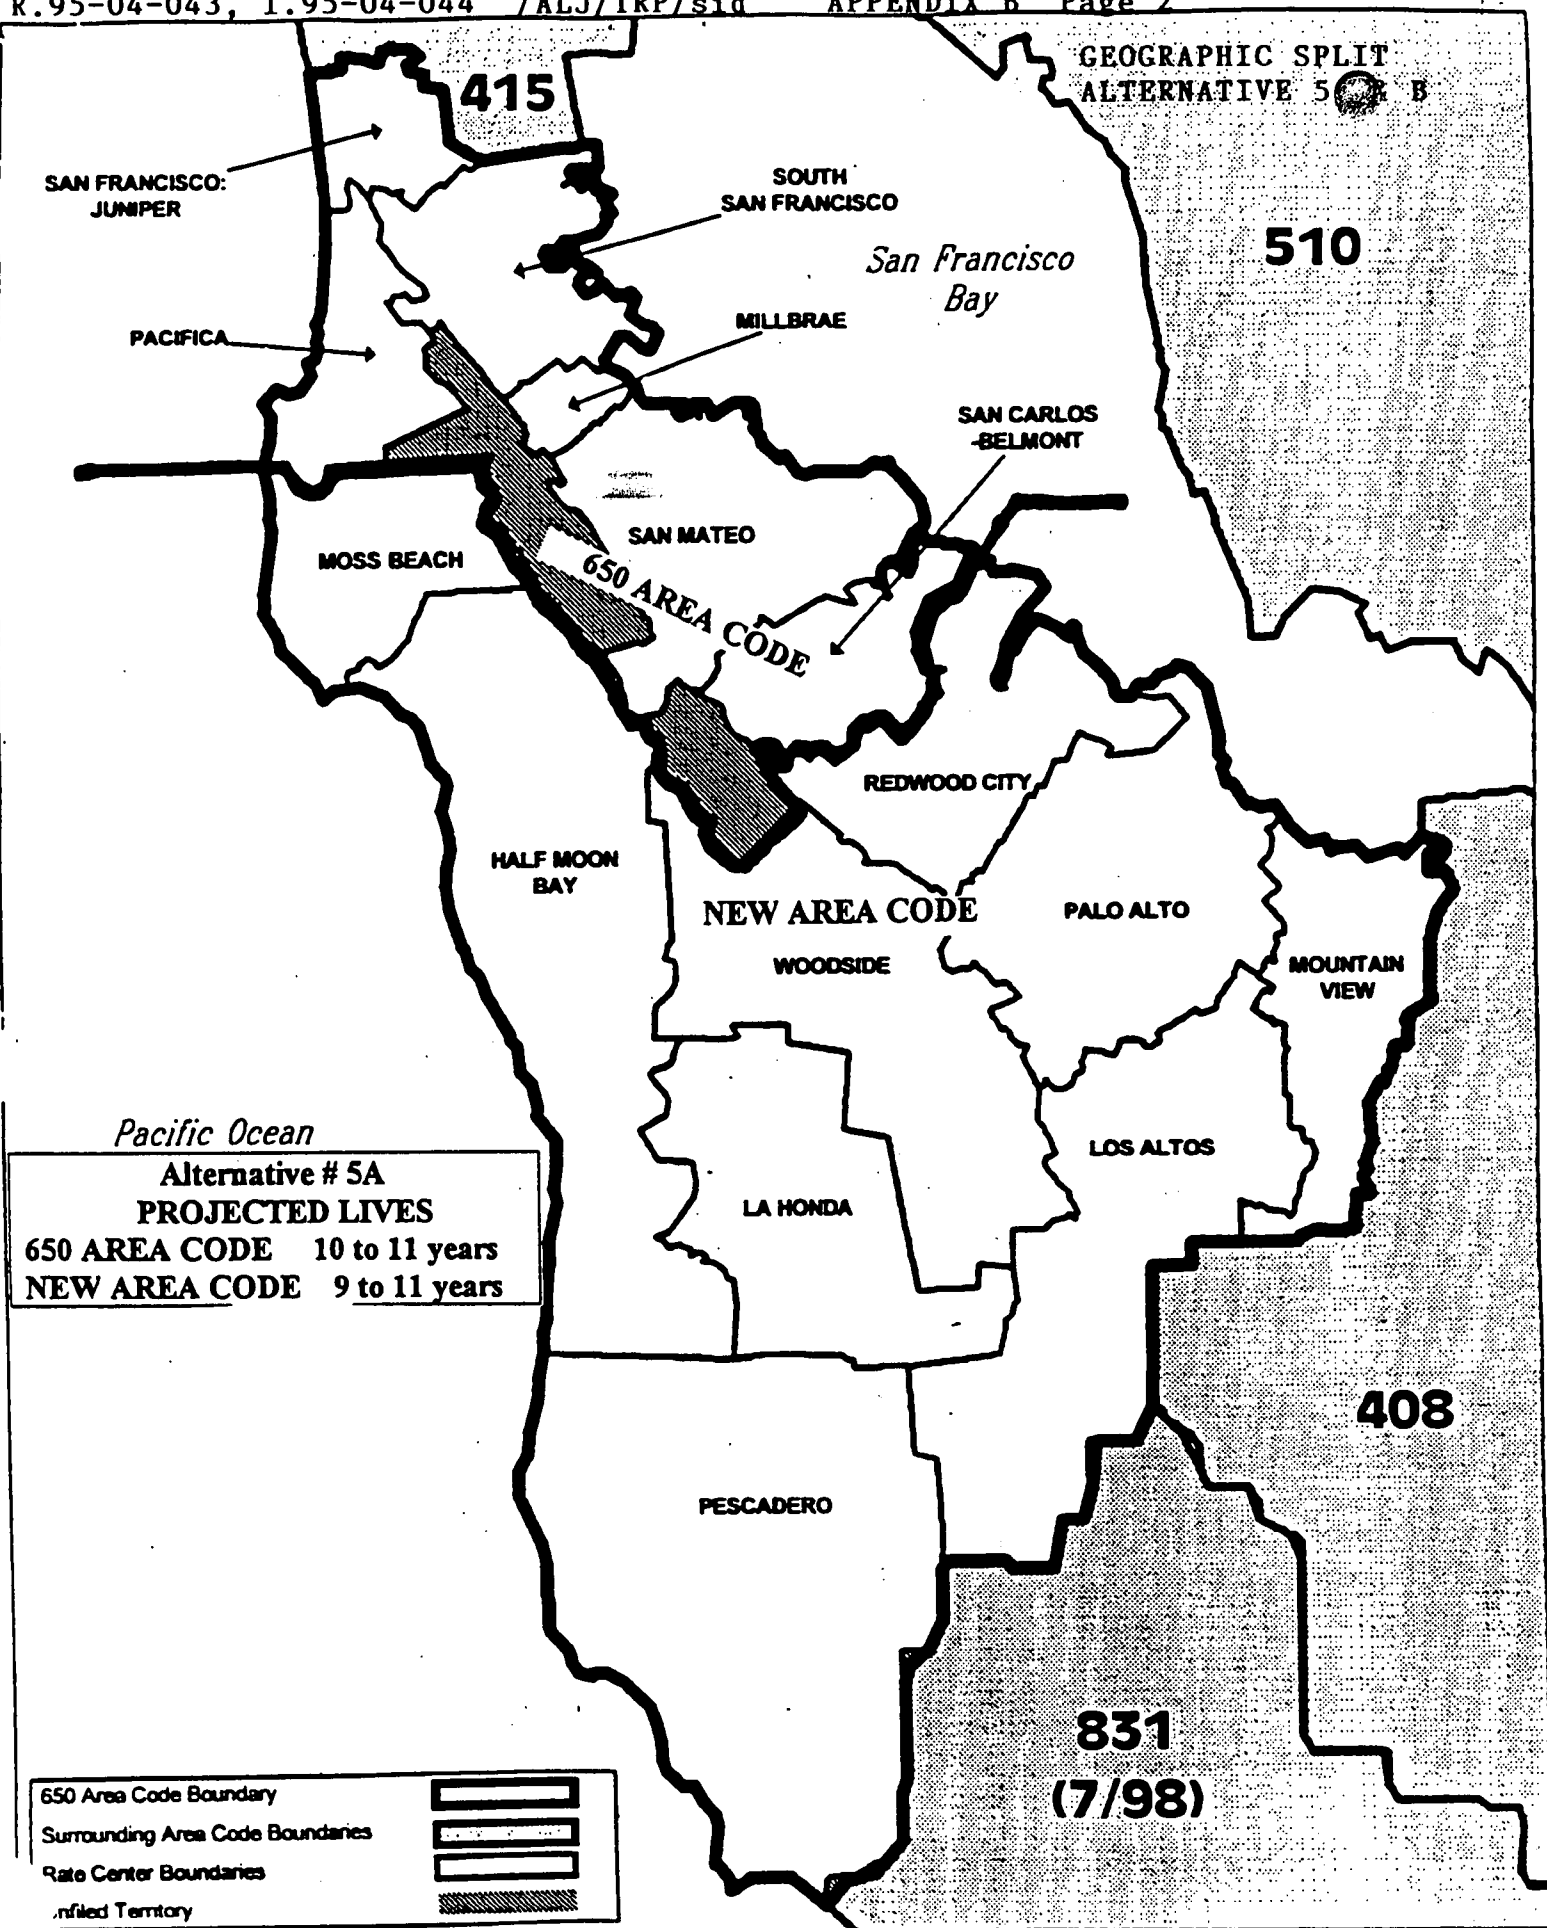 R.95-04-043, I.95-04-044 /ALJ/TRP/sid APPENDIX B Page 2
GEOGRAPHIC SPLIT
ALTERNATIVE 5 & B
415
SAN FRANCISCO:
JUNIPER
SOUTH
SAN FRANCISCO
510
San Francisco
Bay
PACIFICA
MILLBRAE
SAN CARLOS
-BELMONT
SAN MATEO
MOSS BEACH
650 AREA CODE
REDWOOD CITY
HALF MOON
BAY
NEW AREA CODE
PALO ALTO
WOODSIDE
MOUNTAIN
VIEW
Pacific Ocean
LOS ALTOS
Alternative # 5A
PROJECTED LIVES
650 AREA CODE 10 to 11 years
NEW AREA CODE 9 to 11 years
LA HONDA
408
PESCADERO
831
(7/98)
650 Area Code Boundary
Surrounding Area Code Boundaries
Rate Center Boundaries
nfiled Territory